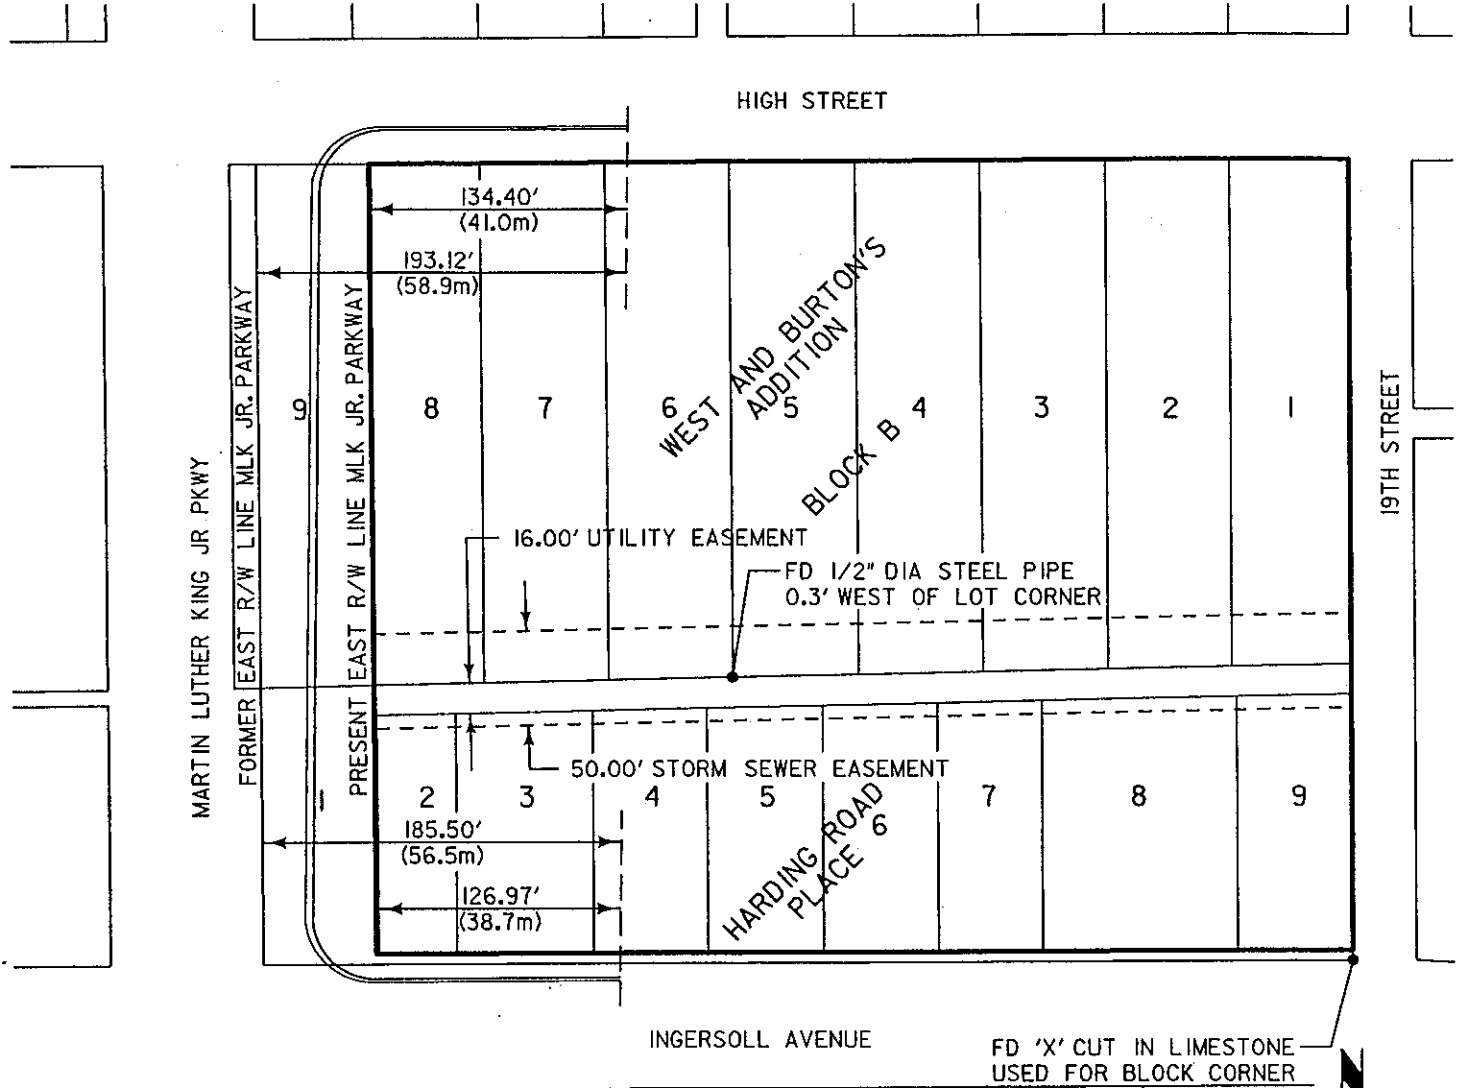 HIGH STREET
134.40'
(41.0m)
193.12'
(58.9m)
MARTIN LUTHER KING JR PKWY
FORMER EAST R/W LINE MLK JR. PARKWAY
PRESENT EAST R/W LINE MLK JR. PARKWAY
9
8
7
6
5
4
3
2
1
WEST AND BURTON'S
ADDITION
BLOCK B
19TH STREET
16.00' UTILITY EASEMENT
FD 1/2" DIA STEEL PIPE
0.3' WEST OF LOT CORNER
50.00' STORM SEWER EASEMENT
1
2
3
4
5
6
7
8
9
HARDING ROAD
PLACE
185.50'
(56.5m)
126.97'
(38.7m)
INGERSOLL AVENUE
FD 'X' CUT IN LIMESTONE
USED FOR BLOCK CORNER
N